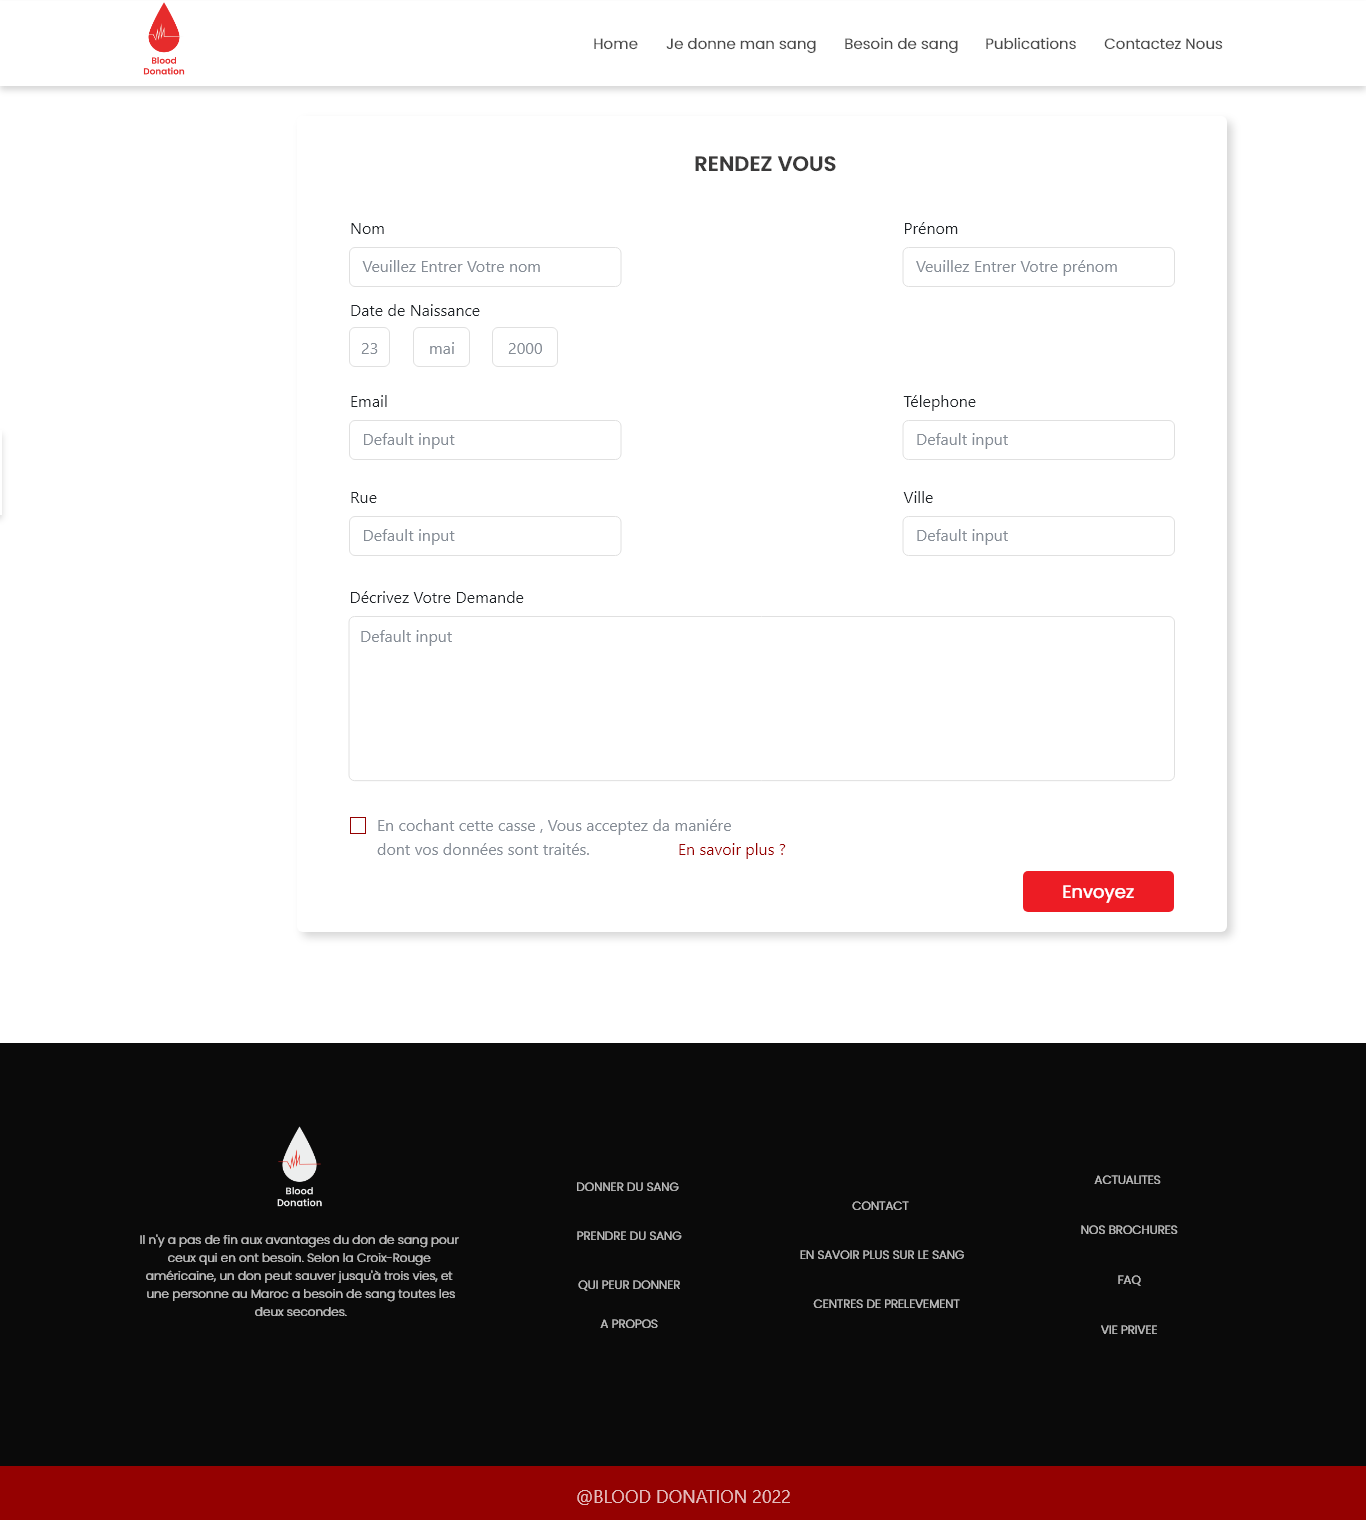 Blood
Donation
Home
Je donne man sang
Besoin de sang
Publications
Contactez Nous
RENDEZ VOUS
Nom
Prénom
Veuillez Entrer Votre nom
Veuillez Entrer Votre prénom
Date de Naissance
23
mai
2000
Email
Télephone
Default input
Default input
Rue
Ville
Default input
Default input
Décrivez Votre Demande
Default input
En cochant cette casse , Vous acceptez da maniére
dont vos données sont traités.
En savoir plus ?
Envoyez
Blood
Donation
Il n'y a pas de fin aux avantages du don de sang pour
ceux qui en ont besoin. Selon la Croix-Rouge
américaine, un don peut sauver jusqu'à trois vies, et
une personne au Maroc a besoin de sang toutes les
deux secondes.
DONNER DU SANG
PRENDRE DU SANG
QUI PEUR DONNER
A PROPOS
CONTACT
EN SAVOIR PLUS SUR LE SANG
CENTRES DE PRELEVEMENT
ACTUALITES
NOS BROCHURES
FAQ
VIE PRIVEE
@BLOOD DONATION 2022